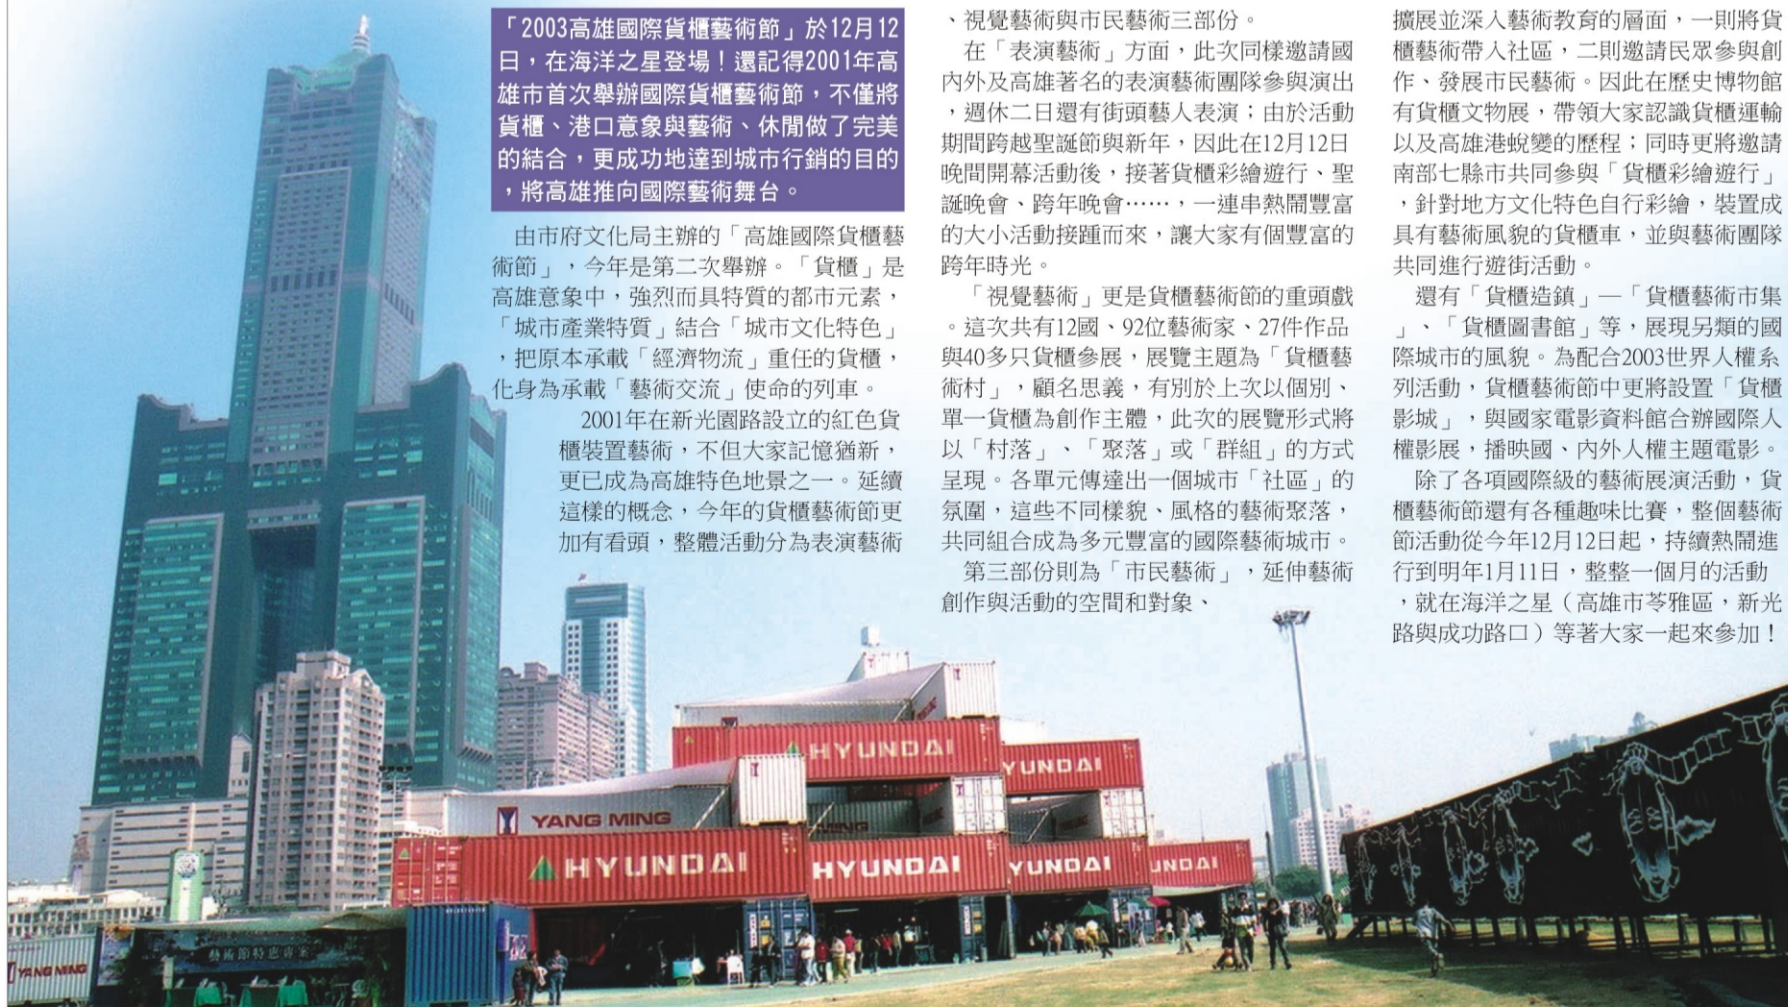 「2003高雄國際貨櫃藝術節」於12月12
日，在海洋之星登場！還記得2001年高
雄市首次舉辦國際貨櫃藝術節，不僅將
貨櫃、港口意象與藝術、休閒做了完美
的結合，更成功地達到城市行銷的目的
，將高雄推向國際藝術舞台。
由市府文化局主辦的「高雄國際貨櫃藝
術節」，今年是第二次舉辦。「貨櫃」是
高雄意象中，強烈而具特質的都市元素，
「城市產業特質」結合「城市文化特色」
，把原本承載「經濟物流」重任的貨櫃，
化身為承載「藝術交流」使命的列車。
2001年在新光園路設立的紅色貨
櫃裝置藝術，不但大家記憶猶新，
更已成為高雄特色地景之一。延續
這樣的概念，今年的貨櫃藝術節更
加有看頭，整體活動分為表演藝術
、視覺藝術與市民藝術三部份。
在「表演藝術」方面，此次同樣邀請國
內外及高雄著名的表演藝術團隊參與演出
，週休二日還有街頭藝人表演；由於活動
期間跨越聖誕節與新年，因此在12月12日
晚間開幕活動後，接著貨櫃彩繪遊行、聖
誕晚會、跨年晚會……，一連串熱鬧豐富
的大小活動接踵而來，讓大家有個豐富的
跨年時光。
「視覺藝術」更是貨櫃藝術節的重頭戲
。這次共有12國、92位藝術家、27件作品
與40多只貨櫃參展，展覽主題為「貨櫃藝
術村」，顧名思義，有別於上次以個別、
單一貨櫃為創作主體，此次的展覽形式將
以「村落」、「聚落」或「群組」的方式
呈現。各單元傳達出一個城市「社區」的
氛圍，這些不同樣貌、風格的藝術聚落，
共同組合成為多元豐富的國際藝術城市。
第三部份則為「市民藝術」，延伸藝術
創作與活動的空間和對象、
擴展並深入藝術教育的層面，一則將貨
櫃藝術帶入社區，二則邀請民眾參與創
作、發展市民藝術。因此在歷史博物館
有貨櫃文物展，帶領大家認識貨櫃運輸
以及高雄港蛻變的歷程；同時更將邀請
南部七縣市共同參與「貨櫃彩繪遊行」
，針對地方文化特色自行彩繪，裝置成
具有藝術風貌的貨櫃車，並與藝術團隊
共同進行遊街活動。
還有「貨櫃造鎮」—「貨櫃藝術市集
」、「貨櫃圖書館」等，展現另類的國
際城市的風貌。為配合2003世界人權系
列活動，貨櫃藝術節中更將設置「貨櫃
影城」，與國家電影資料館合辦國際人
權影展，播映國、內外人權主題電影。
除了各項國際級的藝術展演活動，貨
櫃藝術節還有各種趣味比賽，整個藝術
節活動從今年12月12日起，持續熱鬧進
行到明年1月11日，整整一個月的活動
，就在海洋之星（高雄市苓雅區，新光
路與成功路口）等著大家一起來參加！
HYUNDAI
YUNDAI
YANG MING
HYUNDAI
HYUNDAI
YUNDAI
UNDAI
YANG MING
藝術節特惠專案